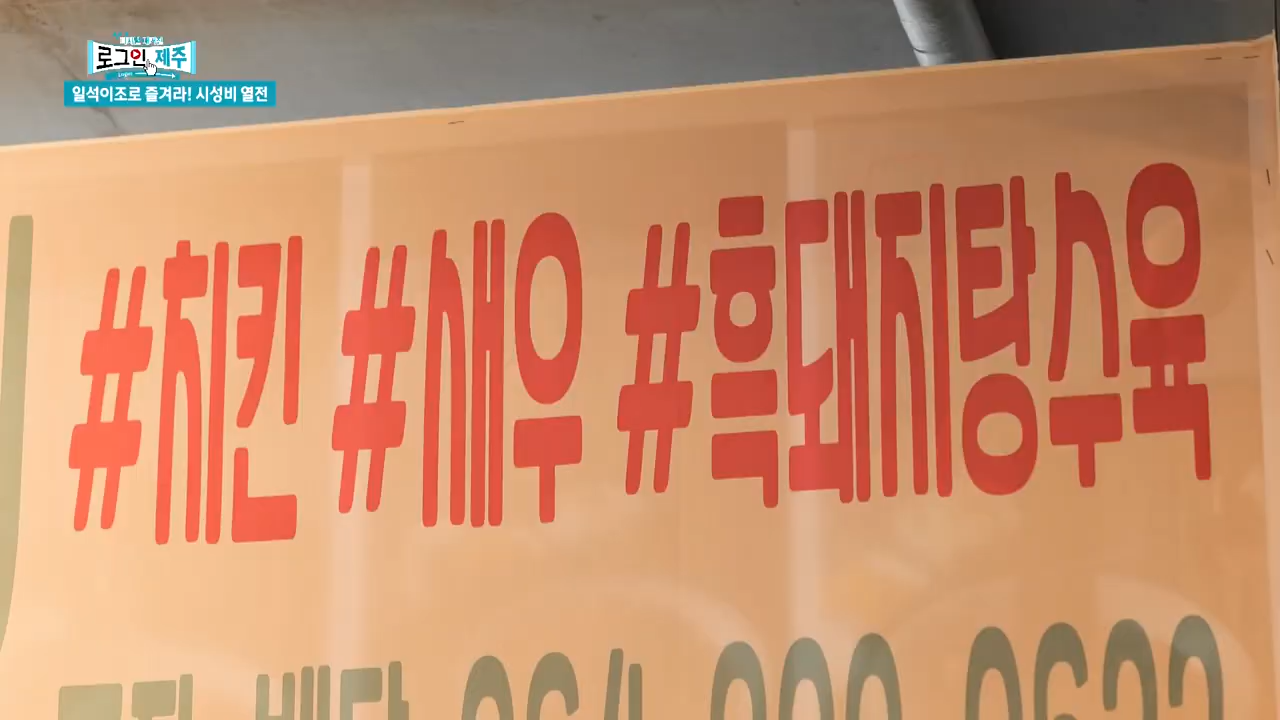 로그인 제주
일석이조로 즐겨라! 시성비 열전
#치킨 #새우 #흑돼지탕수육